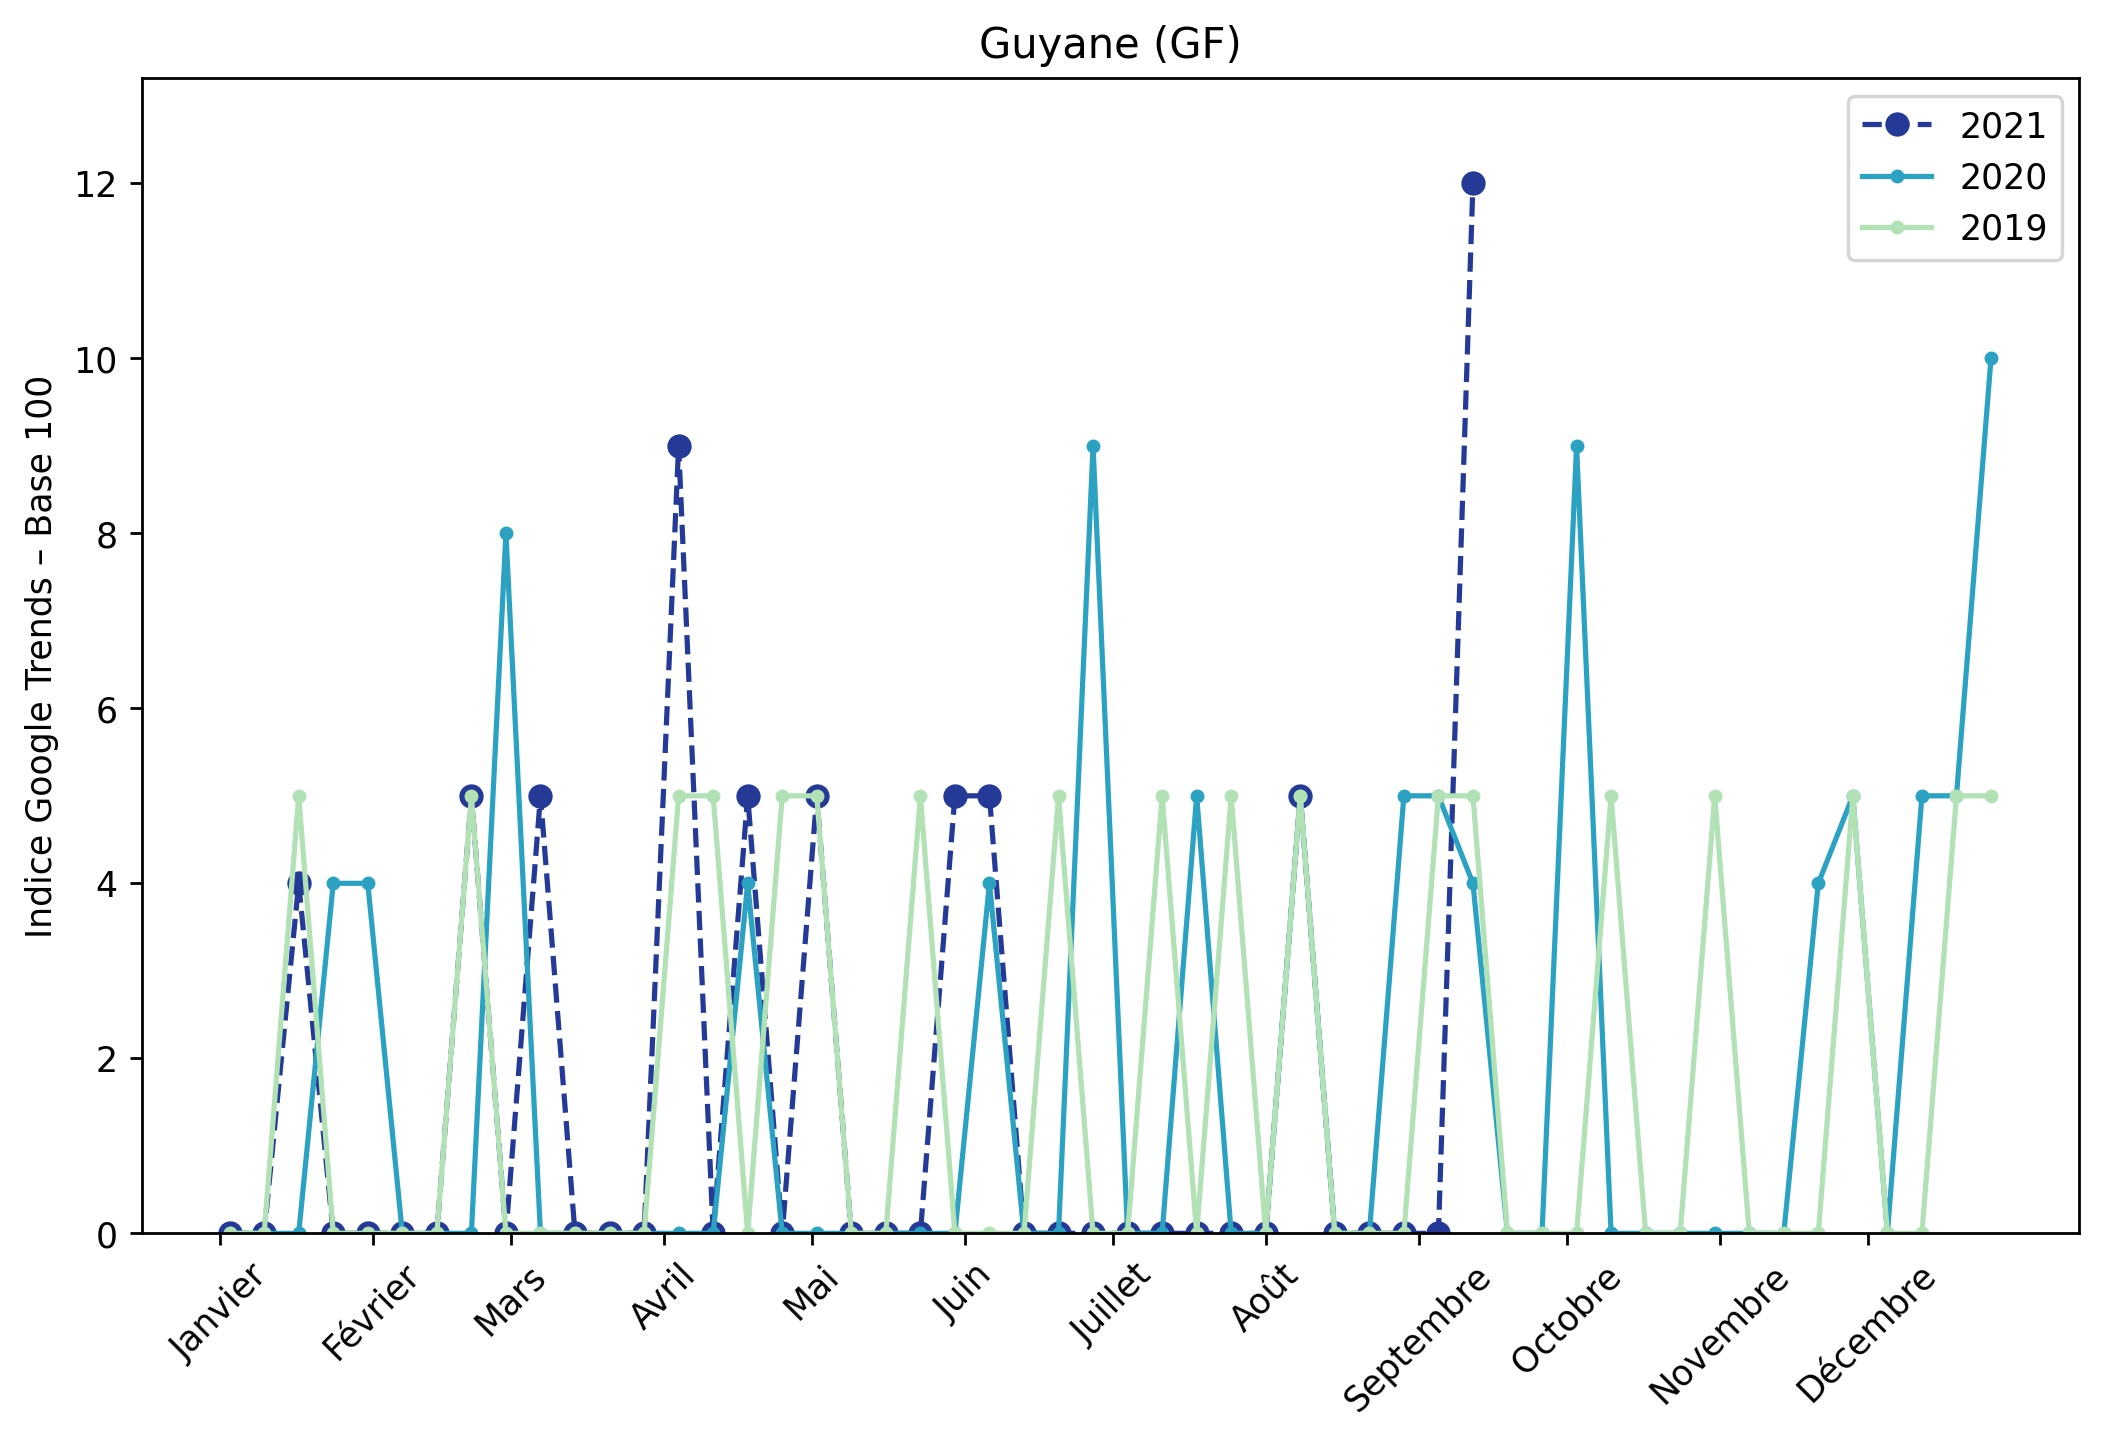 Guyane (GF)
2021
2020
2019
Indice Google Trends – Base 100
12
10
8
6
4
2
0
Janvier
Février
Mars
Avril
Mai
Juin
Juillet
Août
Septembre
Octobre
Novembre
Décembre